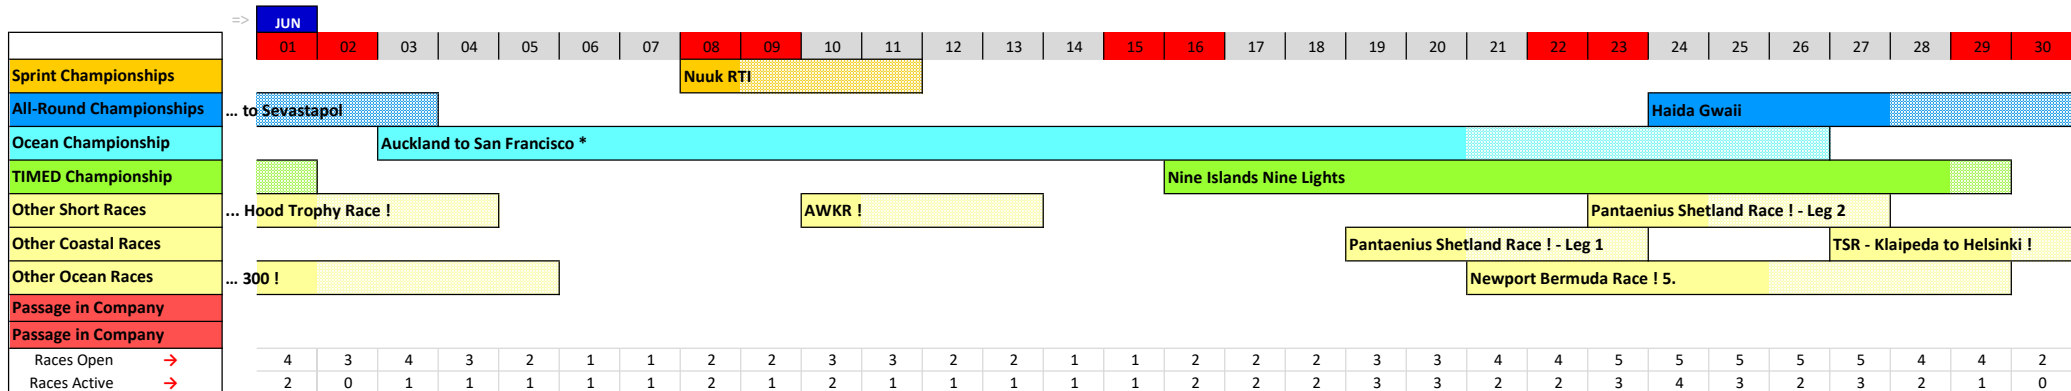 => JUN
01 02 03 04 05 06 07 08 09 10 11 12 13 14 15 16 17 18 19 20 21 22 23 24 25 26 27 28 29 30
Sprint Championships Nuuk RTI
All-Round Championships ... to Sevastapol Haida Gwaii
Ocean Championship Auckland to San Francisco *
TIMED Championship Nine Islands Nine Lights
Other Short Races ... Hood Trophy Race ! AWKR ! Pantaenius Shetland Race ! - Leg 2
Other Coastal Races Pantaenius Shetland Race ! - Leg 1 TSR - Klaipeda to Helsinki !
Other Ocean Races ... 300 ! Newport Bermuda Race ! 5.
Passage in Company
Passage in Company
Races Open → 4 3 4 3 2 1 1 2 2 3 3 2 2 1 1 2 2 2 3 3 4 4 5 5 5 5 5 4 4 2
Races Active → 2 0 1 1 1 1 1 2 1 2 1 1 1 1 1 2 2 2 3 3 2 2 3 4 3 2 3 2 1 0